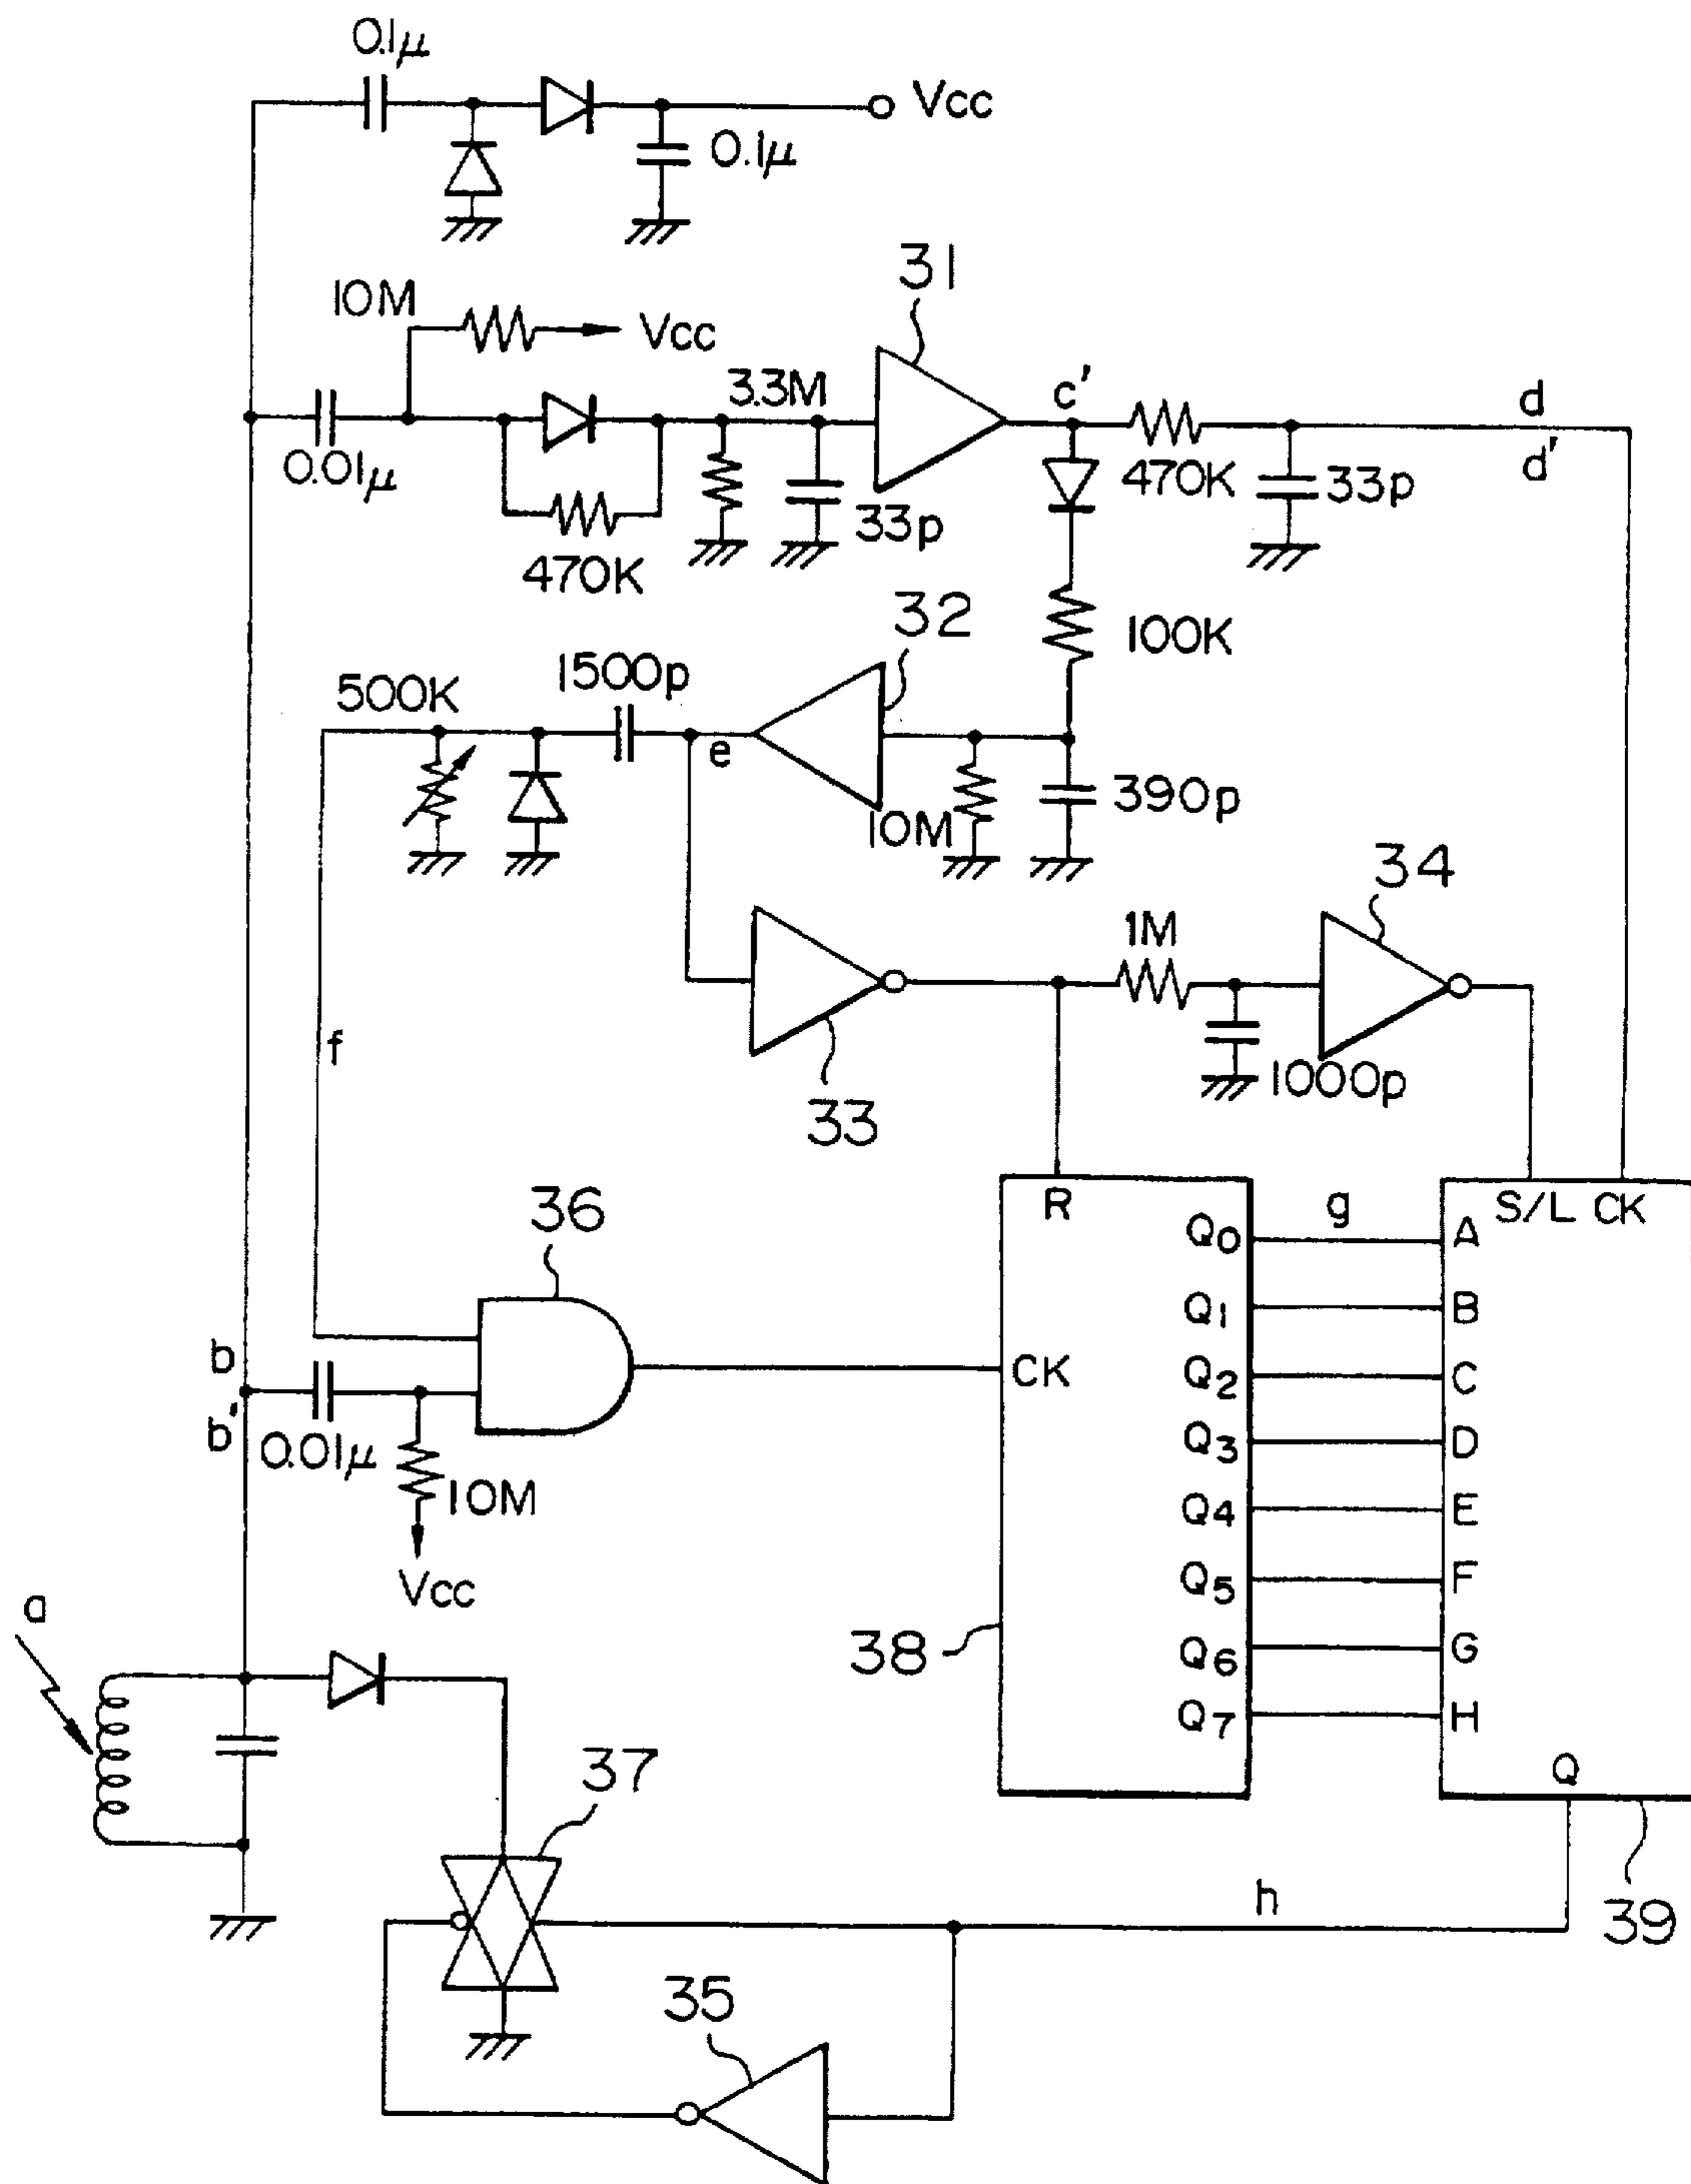 0.1μ
Vcc
0.1μ
31
10M
Vcc
3.3M
c'
d
0.01μ
470K
d'
33p
33p
470K
32
100K
1500p
500K
e
390p
10M
34
1M
f
1000p
33
R
S/L CK
36
Q0
g
A
Q1
B
b
CK
Q2
C
b'
0.01μ
Q3
D
10M
Q4
E
Vcc
Q5
F
a
38
Q6
G
Q7
H
37
Q
h
39
35